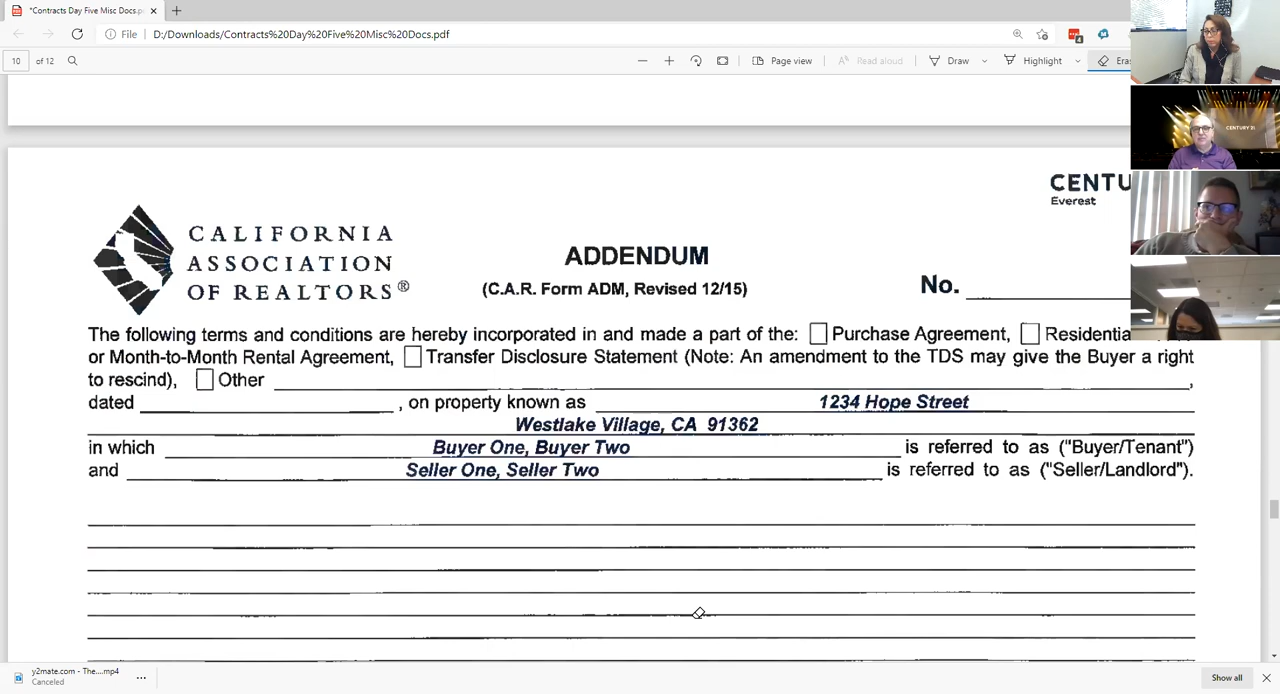 *Contracts Day Five Misc Docs.p
File
D:/Downloads/Contracts%20Day%20Five%20Misc%20Docs.pdf
10 of 12
Page view
Read aloud
Draw
Highlight
Era
CENTURY 21
CENTU
Everest
CALIFORNIA
ASSOCIATION
OF REALTORS®
ADDENDUM
(C.A.R. Form ADM, Revised 12/15)
No.
The following terms and conditions are hereby incorporated in and made a part of the: Purchase Agreement, Residentia
or Month-to-Month Rental Agreement, Transfer Disclosure Statement (Note: An amendment to the TDS may give the Buyer a right
to rescind), Other ,
dated , on property known as 1234 Hope Street
Westlake Village, CA 91362
in which Buyer One, Buyer Two is referred to as ("Buyer/Tenant")
and Seller One, Seller Two is referred to as ("Seller/Landlord").
y2mate.com - The....mp4
Canceled
Show all